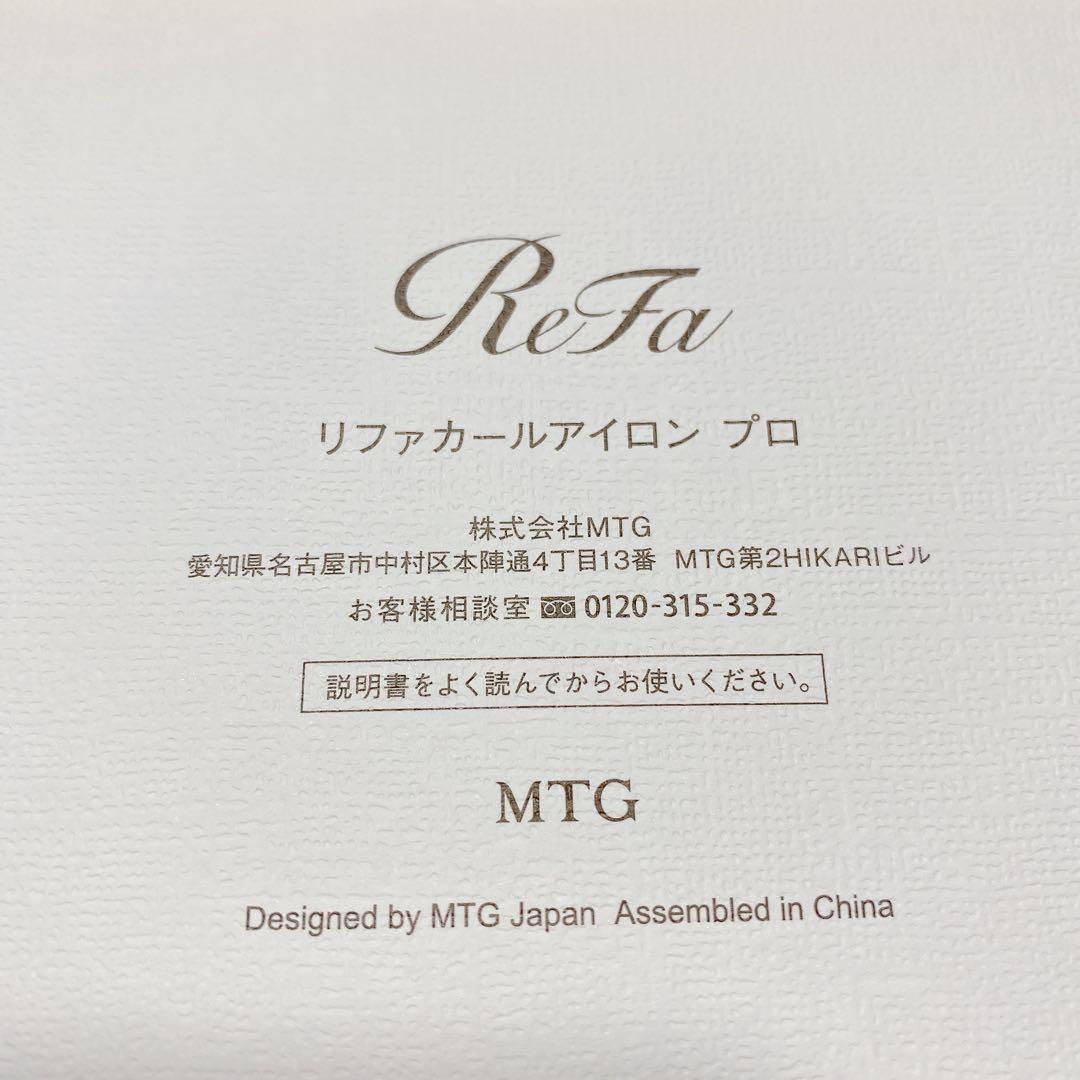 ReFa
リファカールアイロン プロ
株式会社MTG
愛知県名古屋市中村区本陣通4丁目13番 MTG第2HIKARIビル
お客様相談室 0120-315-332
説明書をよく読んでからお使いください。
MTG
Designed by MTG Japan Assembled in China